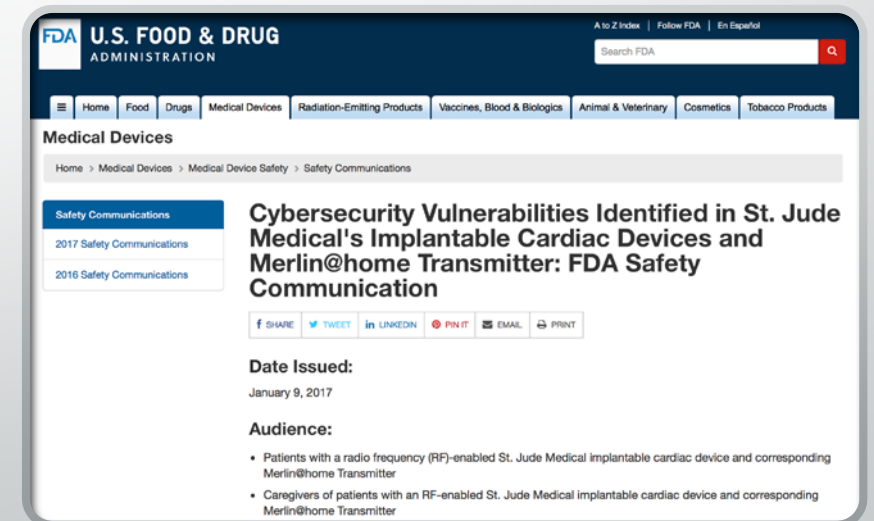 FDA U.S. FOOD & DRUG
ADMINISTRATION
A to Z Index | Follow FDA | En Español
Search FDA
Home Food Drugs Medical Devices Radiation-Emitting Products Vaccines, Blood & Biologics Animal & Veterinary Cosmetics Tobacco Products
Medical Devices
Home > Medical Devices > Medical Device Safety > Safety Communications
Safety Communications
2017 Safety Communications
2016 Safety Communications
Cybersecurity Vulnerabilities Identified in St. Jude
Medical's Implantable Cardiac Devices and
Merlin@home Transmitter: FDA Safety
Communication
f SHARE TWEET in LINKEDIN PIN IT EMAIL PRINT
Date Issued:
January 9, 2017
Audience:
• Patients with a radio frequency (RF)-enabled St. Jude Medical implantable cardiac device and corresponding
Merlin@home Transmitter
• Caregivers of patients with an RF-enabled St. Jude Medical implantable cardiac device and corresponding
Merlin@home Transmitter